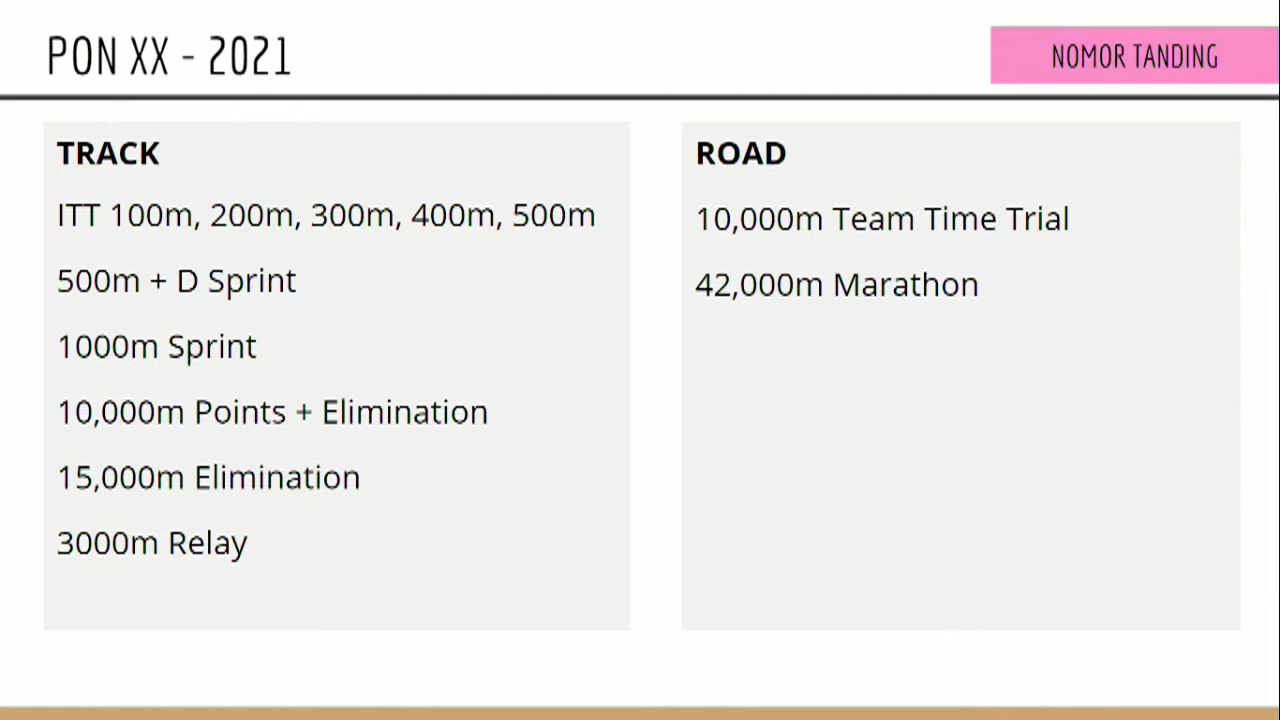 PON XX - 2021
NOMOR TANDING
TRACK
ITT 100m, 200m, 300m, 400m, 500m
500m + D Sprint
1000m Sprint
10,000m Points + Elimination
15,000m Elimination
3000m Relay
ROAD
10,000m Team Time Trial
42,000m Marathon